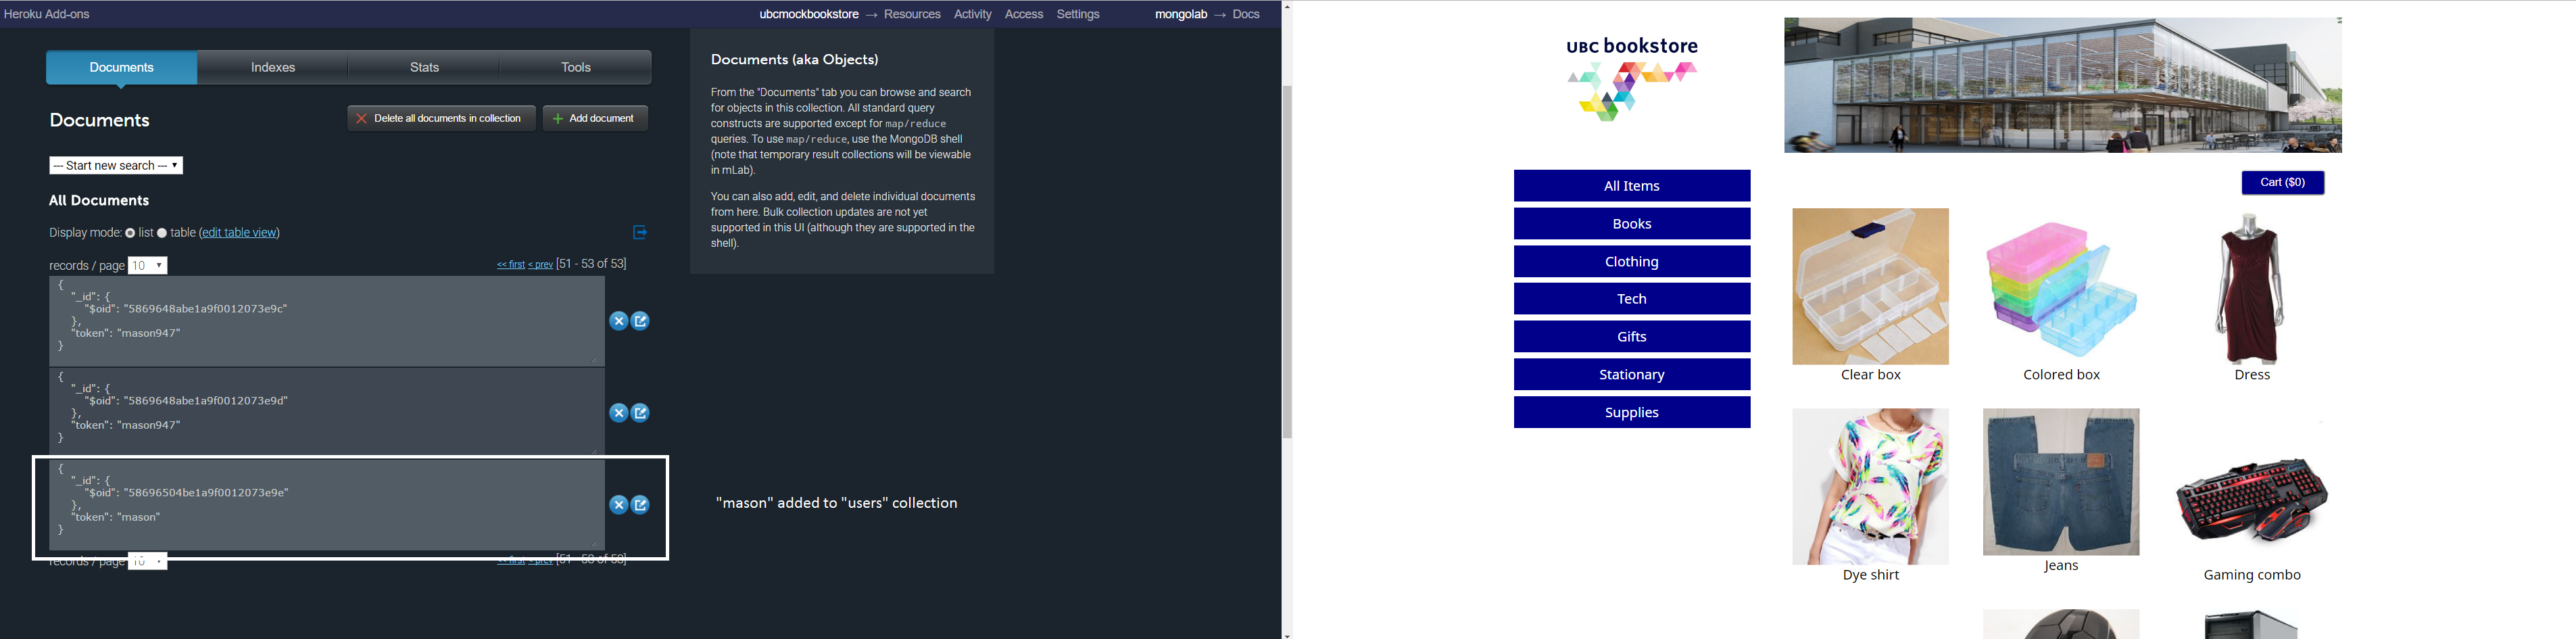 Heroku Add-ons
ubcmockbookstore → Resources Activity Access Settings
mongolab → Docs
Documents Indexes Stats Tools
Documents
Delete all documents in collection
Add document
--- Start new search ---
All Documents
Display mode: list table (edit table view)
records / page 10
<< first < prev [51 - 53 of 53]
{
"_id": {
"$oid": "5869648abe1a9f0012073e9c"
},
"token": "mason947"
}
{
"_id": {
"$oid": "5869648abe1a9f0012073e9d"
},
"token": "mason947"
}
{
"_id": {
"$oid": "58696504be1a9f0012073e9e"
},
"token": "mason"
}
records / page 10
<< first < prev [51 - 53 of 53]
Documents (aka Objects)
From the "Documents" tab you can browse and search
for objects in this collection. All standard query
constructs are supported except for map/reduce
queries. To use map/reduce, use the MongoDB shell
(note that temporary result collections will be viewable
in mLab).
You can also add, edit, and delete individual documents
from here. Bulk collection updates are not yet
supported in this UI (although they are supported in the
shell).
"mason" added to "users" collection
UBC bookstore
All Items
Books
Clothing
Tech
Gifts
Stationary
Supplies
Cart ($0)
Clear box
Colored box
Dress
Dye shirt
Jeans
Gaming combo